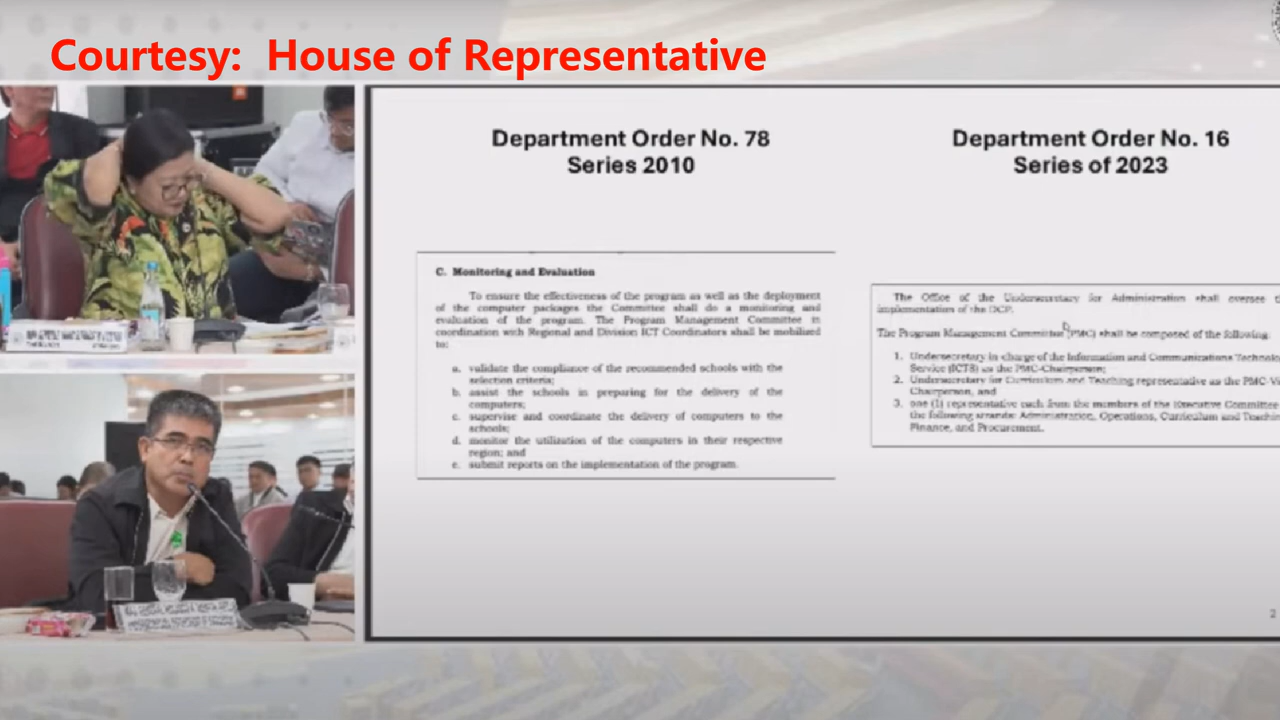 Courtesy: House of Representative
Department Order No. 78
Series 2010
C. Monitoring and Evaluation
To ensure the effectiveness of the program as well as the deployment
of the computer packages the Committee shall do a monitoring and
evaluation of the program. The Program Management Committee in
coordination with Regional and Division ICT Coordinators shall be mobilized
to:
a. validate the compliance of the recommended schools with the
selection criteria;
b. assist the schools in preparing for the delivery of the
computers;
c. supervise and coordinate the delivery of computers to the
schools;
d. monitor the utilization of the computers in their respective
region; and
e. submit reports on the implementation of the program.
Department Order No. 16
Series of 2023
The Office of the Undersecretary for Administration shall oversee t
implementation of the DCP.
The Program Management Committee (PMC) shall be composed of the following:
1. Undersecretary in charge of the Information and Communications Technolo
Service (ICTS) as the PMC-Chairperson;
2. Undersecretary for Curriculum and Teaching representative as the PMC-Vi
Chairperson, and
3. one (1) representative each from the members of the Executive Committee
the following strands: Administration, Operations, Curriculum and Teachin
Finance, and Procurement.
2